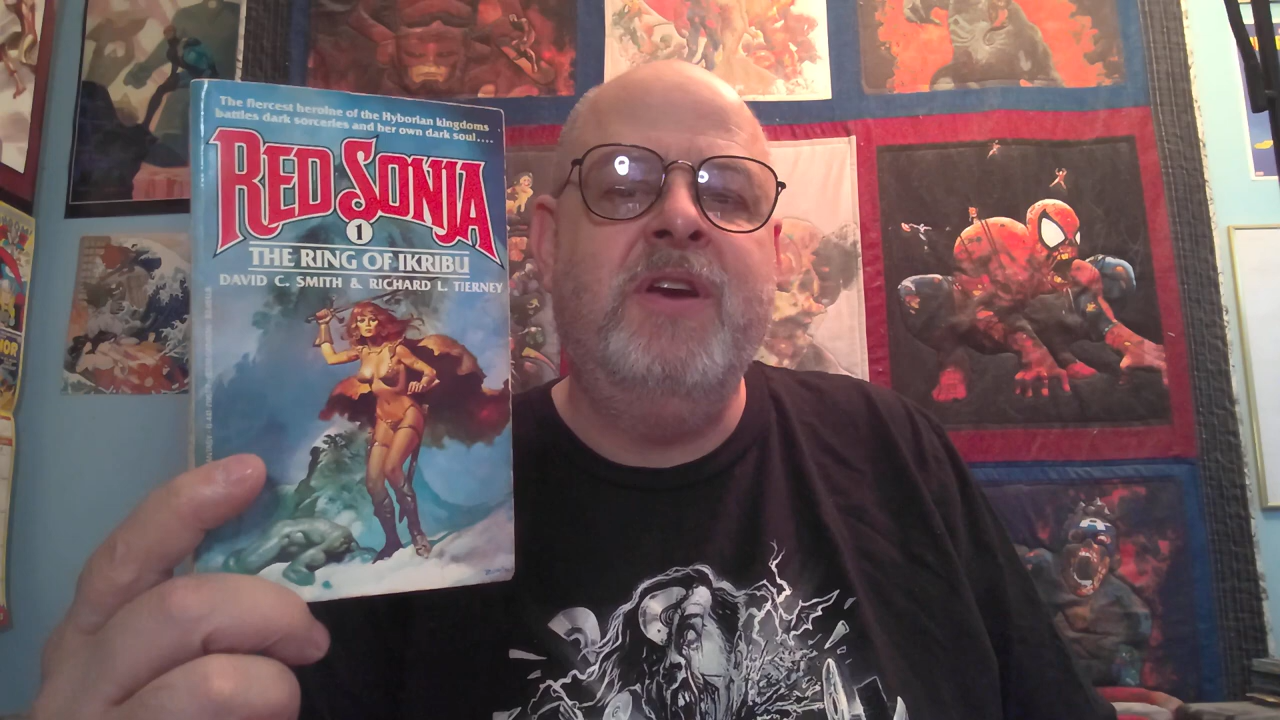 The fiercest heroine of the Hyborian kingdoms
battles dark sorceries and her own dark soul....
RED SONJA
1
THE RING OF IKRIBU
DAVID C. SMITH & RICHARD L. TIERNEY
A